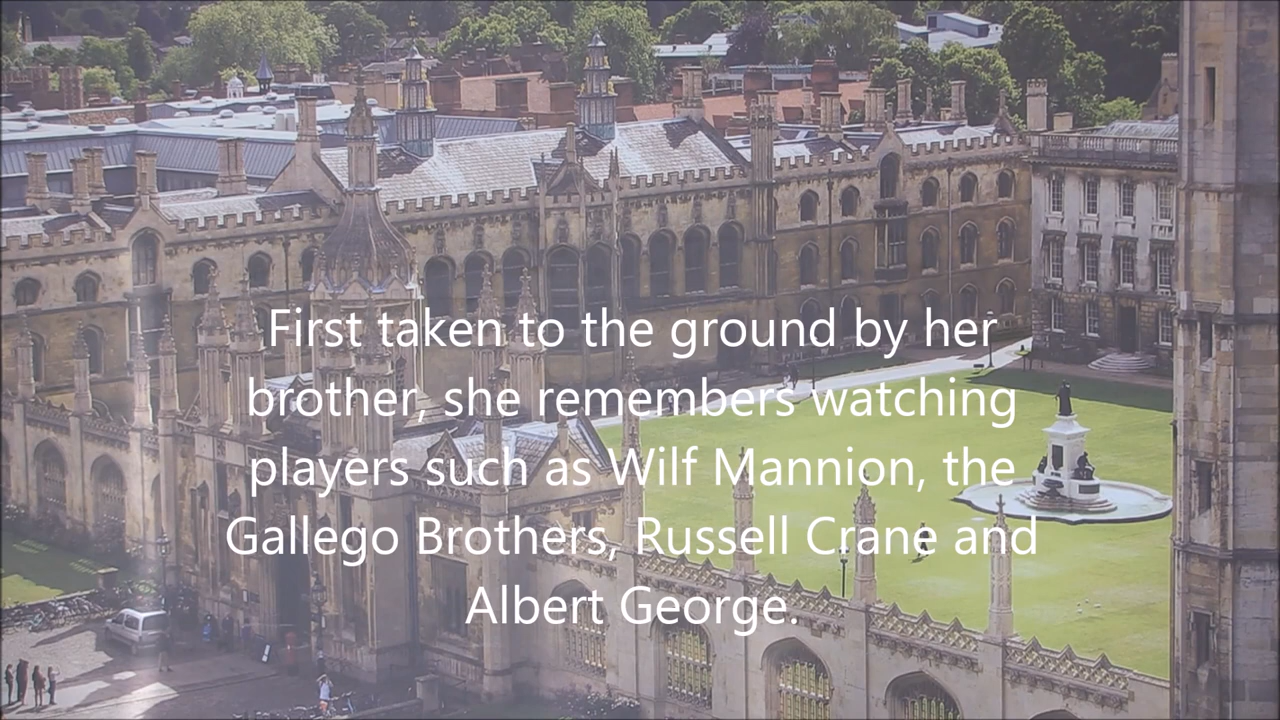 First taken to the ground by her
brother, she remembers watching
players such as Wilf Mannion, the
Gallego Brothers, Russell Crane and
Albert George.